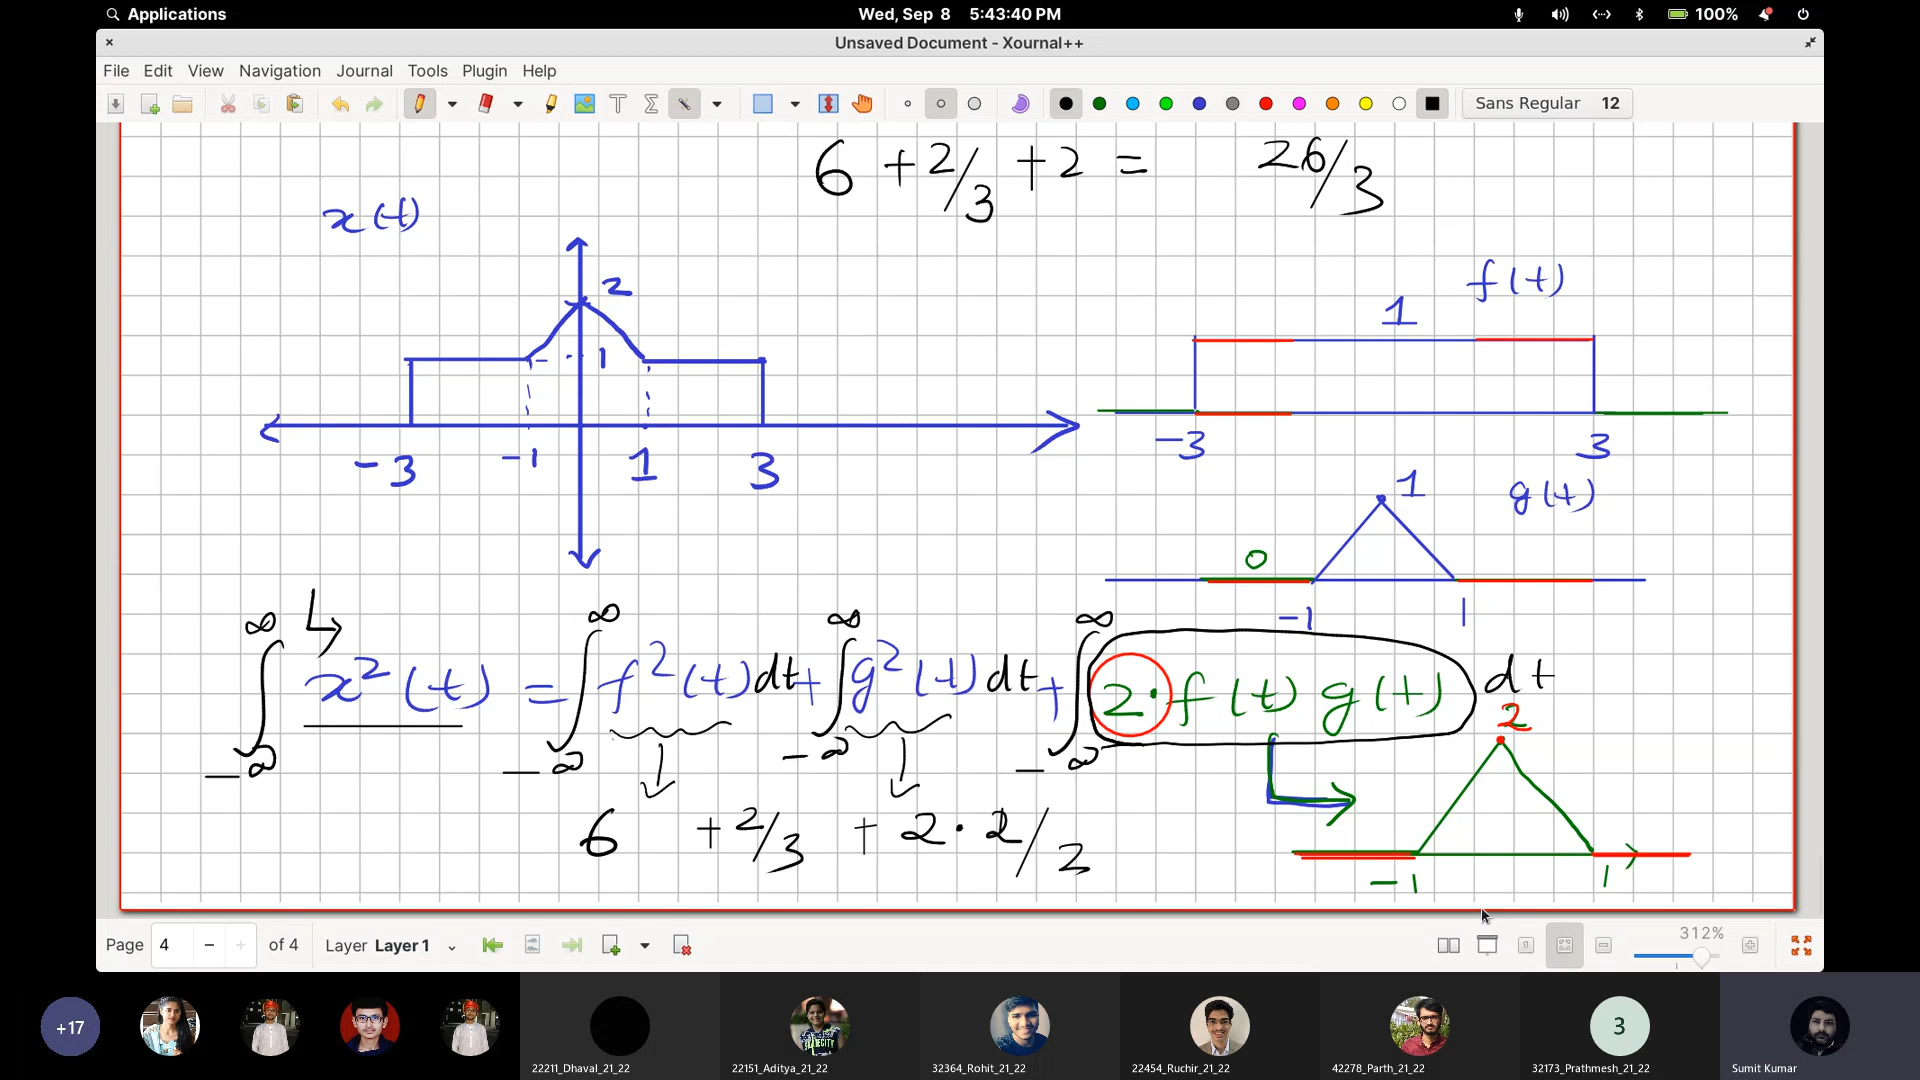 Applications
Wed, Sep 8 5:43:40 PM
100%
Unsaved Document - Xournal++
File Edit View Navigation Journal Tools Plugin Help
Sans Regular 12
6 + 2/3 + 2 = 26/3
x(t)
2
1
-3 -1 1 3
f(t)
1
-3 3
g(t)
1
0
-1 1
∫_{-∞}^{∞} x²(t) = ∫_{-∞}^{∞} f²(t)dt + ∫_{-∞}^{∞} g²(t)dt + ∫_{-∞}^{∞} 2·f(t)g(t) dt
6 + 2/3 + 2·2/2
2
-1 1
Page 4 of 4 Layer Layer 1
312%
+17
3
22211_Dhaval_21_22
22151_Aditya_21_22
32364_Rohit_21_22
22454_Ruchir_21_22
42278_Parth_21_22
32173_Prathmesh_21_22
Sumit Kumar